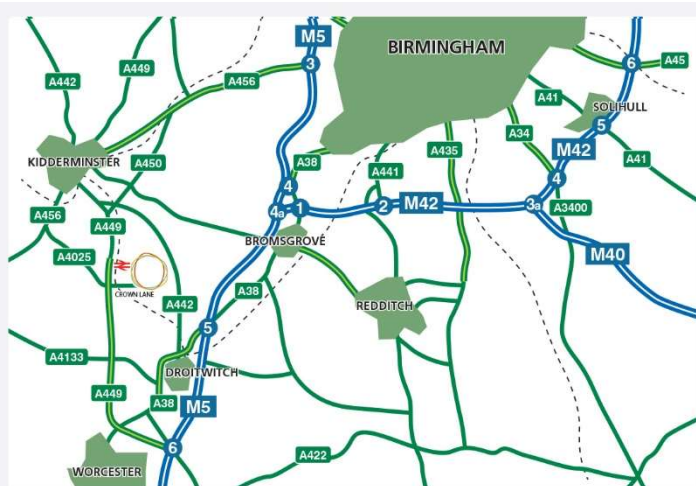 M5
BIRMINGHAM
A442
A449
3
6
A45
A456
A41
SOLIHULL
A34
5
KIDDERMINSTER
A450
A38
A435
M42
A41
A441
4
4
A456
A449
4a
1
2
M42
3a
A3400
BROMSGROVE
M40
A4025
CROWN LANE
A38
A442
REDDITCH
5
A4133
DROITWITCH
A449
A38
M5
6
A422
WORCESTER